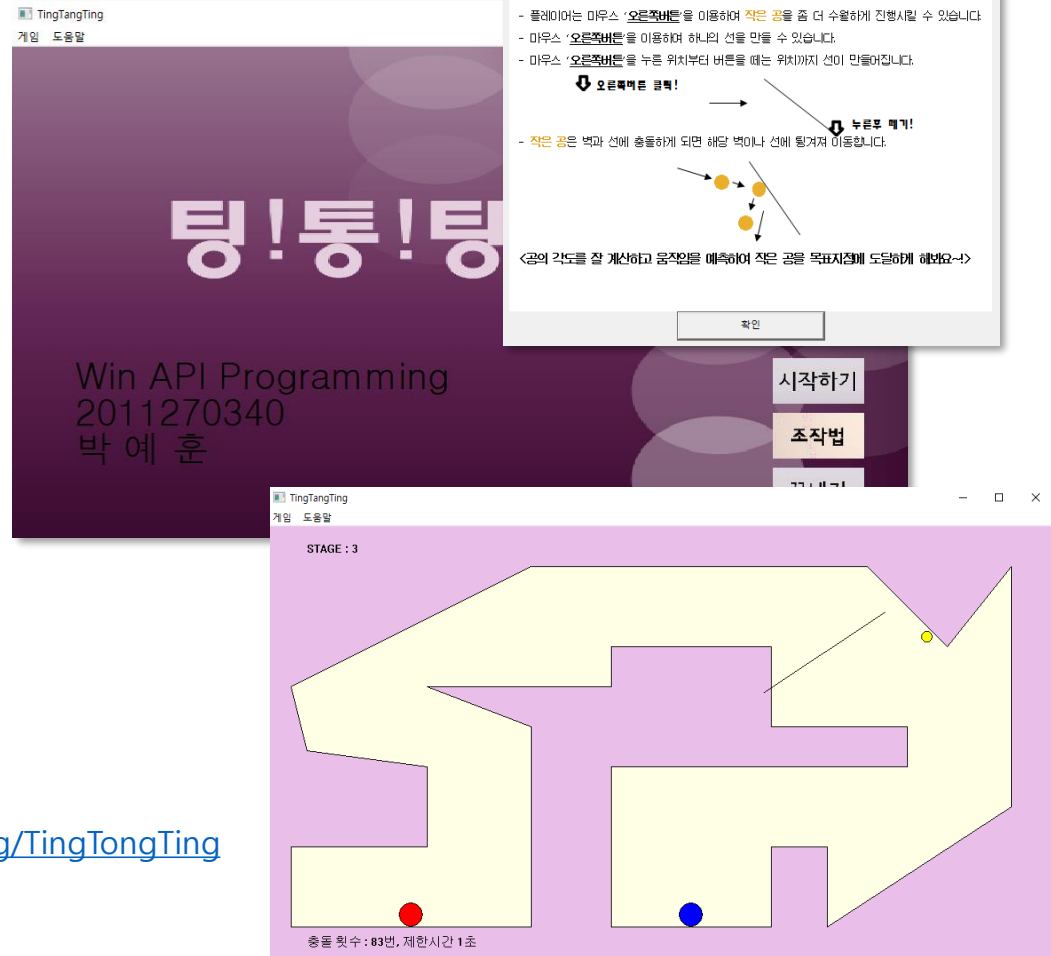 TingTangTing
게임 도움말
팅!통!탕
Win API Programming
2011270340
박 예 훈
시작하기
조작법
- 플레이어는 마우스 '오른쪽버튼'을 이용하여 작은 공을 좀 더 수월하게 진행시킬 수 있습니다
- 마우스 '오른쪽버튼'을 이용하여 하나의 선을 만들 수 있습니다.
- 마우스 '오른쪽버튼'을 누른 위치부터 버튼을 떼는 위치까지 선이 만들어집니다.
오른쪽버튼 클릭!
누른후 떼기!
- 작은 공은 벽과 선에 충돌하게 되면 해당 벽이나 선에 튕겨져 이동합니다.
<공의 각도를 잘 계산하고 움직임을 예측하여 작은 공을 목표지점에 도달하게 해봐요~!>
확인
TingTangTing
게임 도움말
STAGE : 3
충돌 횟수 : 83번, 제한시간 1초
g/TingTongTing